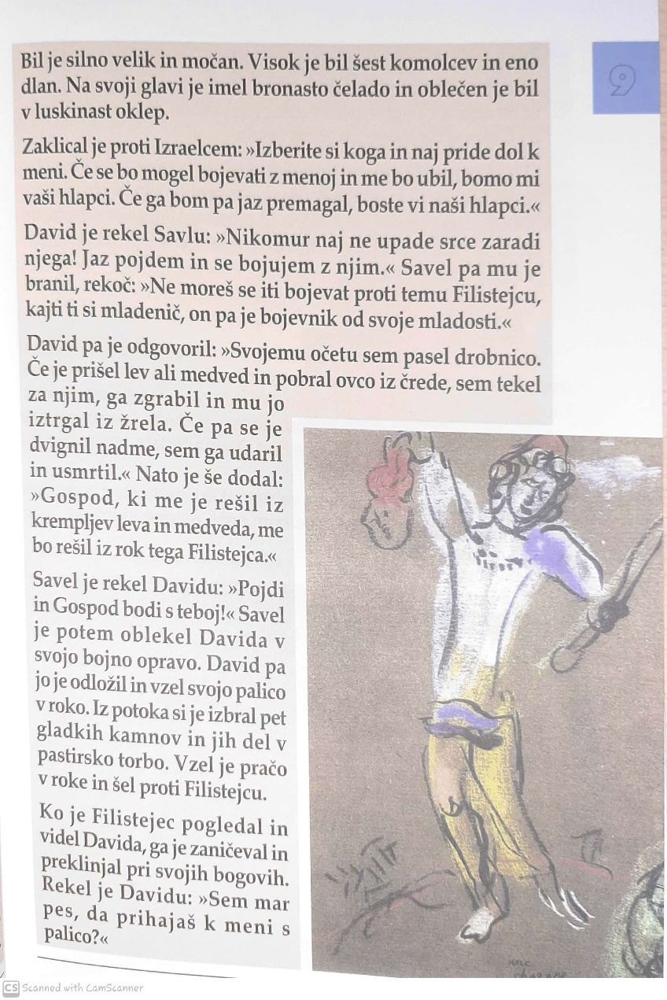 Bil je silno velik in močan. Visok je bil šest komolcev in eno
dlan. Na svoji glavi je imel bronasto čelado in oblečen je bil
v luskinast oklep.
Zaklical je proti Izraelcem: »Izberite si koga in naj pride dol k
meni. Če se bo mogel bojevati z menoj in me bo ubil, bomo mi
vaši hlapci. Če ga bom pa jaz premagal, boste vi naši hlapci.«
David je rekel Savlu: »Nikomur naj ne upade srce zaradi
njega! Jaz pojdem in se bojujem z njim.« Savel pa mu je
branil, rekoč: »Ne moreš se iti bojevat proti temu Filistejcu,
kajti ti si mladenič, on pa je bojevnik od svoje mladosti.«
David pa je odgovoril: »Svojemu očetu sem pasel drobnico.
Če je prišel lev ali medved in pobral ovco iz črede, sem tekel
za njim, ga zgrabil in mu jo
iztrgal iz žrela. Če pa se je
dvignil nadme, sem ga udaril
in usmrtil.« Nato je še dodal:
»Gospod, ki me je rešil iz
krempljev leva in medveda, me
bo rešil iz rok tega Filistejca.«
Savel je rekel Davidu: »Pojdi
in Gospod bodi s teboj!« Savel
je potem oblekel Davida v
svojo bojno opravo. David pa
jo je odložil in vzel svojo palico
v roko. Iz potoka si je izbral pet
gladkih kamnov in jih del v
pastirsko torbo. Vzel je pračo
v roke in šel proti Filistejcu.
Ko je Filistejec pogledal in
videl Davida, ga je zaničeval in
preklinjal pri svojih bogovih.
Rekel je Davidu: »Sem mar
pes, da prihajaš k meni s
palico?«
9
Marc
Chagall
CS Scanned with CamScanner